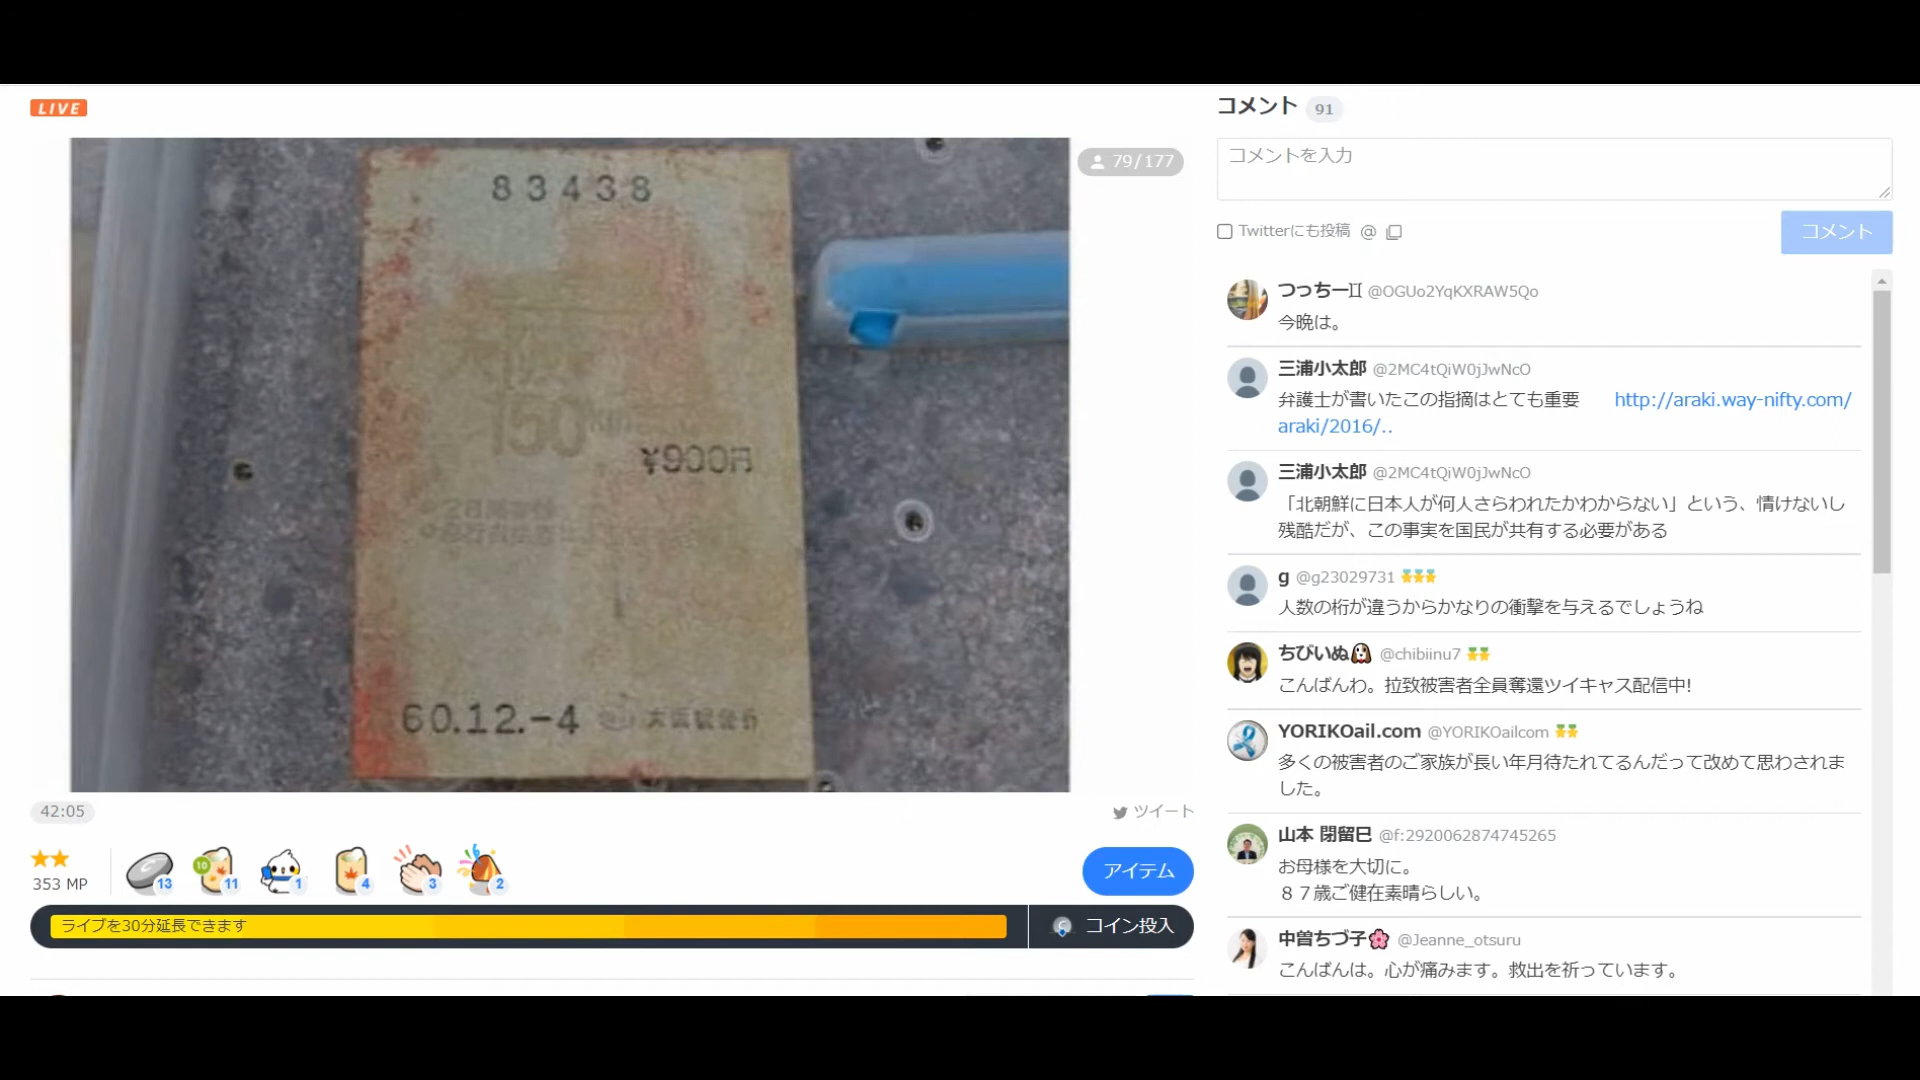 LIVE
83438
150
¥900円
60.12.-4
79/177
42:05
ツイート
353 MP
13
10
11
1
4
3
2
アイテム
ライブを30分延長できます
コイン投入
コメント 91
コメントを入力
Twitterにも投稿 @
コメント
つっちーII @OGUo2YqKXRAW5Qo
今晩は。
三浦小太郎 @2MC4tQiW0jJwNcO
弁護士が書いたこの指摘はとても重要 http://araki.way-nifty.com/
araki/2016/..
三浦小太郎 @2MC4tQiW0jJwNcO
「北朝鮮に日本人が何人さらわれたかわからない」という、情けないし
残酷だが、この事実を国民が共有する必要がある
g @g23029731
人数の桁が違うからかなりの衝撃を与えるでしょうね
ちびいぬ @chibiinu7
こんばんわ。拉致被害者全員奪還ツイキャス配信中!
YORIKOail.com @YORIKOailcom
多くの被害者のご家族が長い年月待たれてるんだって改めて思わされま
した。
山本 閉留巳 @f:2920062874745265
お母様を大切に。
８７歳ご健在素晴らしい。
中曽ちづ子 @Jeanne_otsuru
こんばんは。心が痛みます。救出を祈っています。